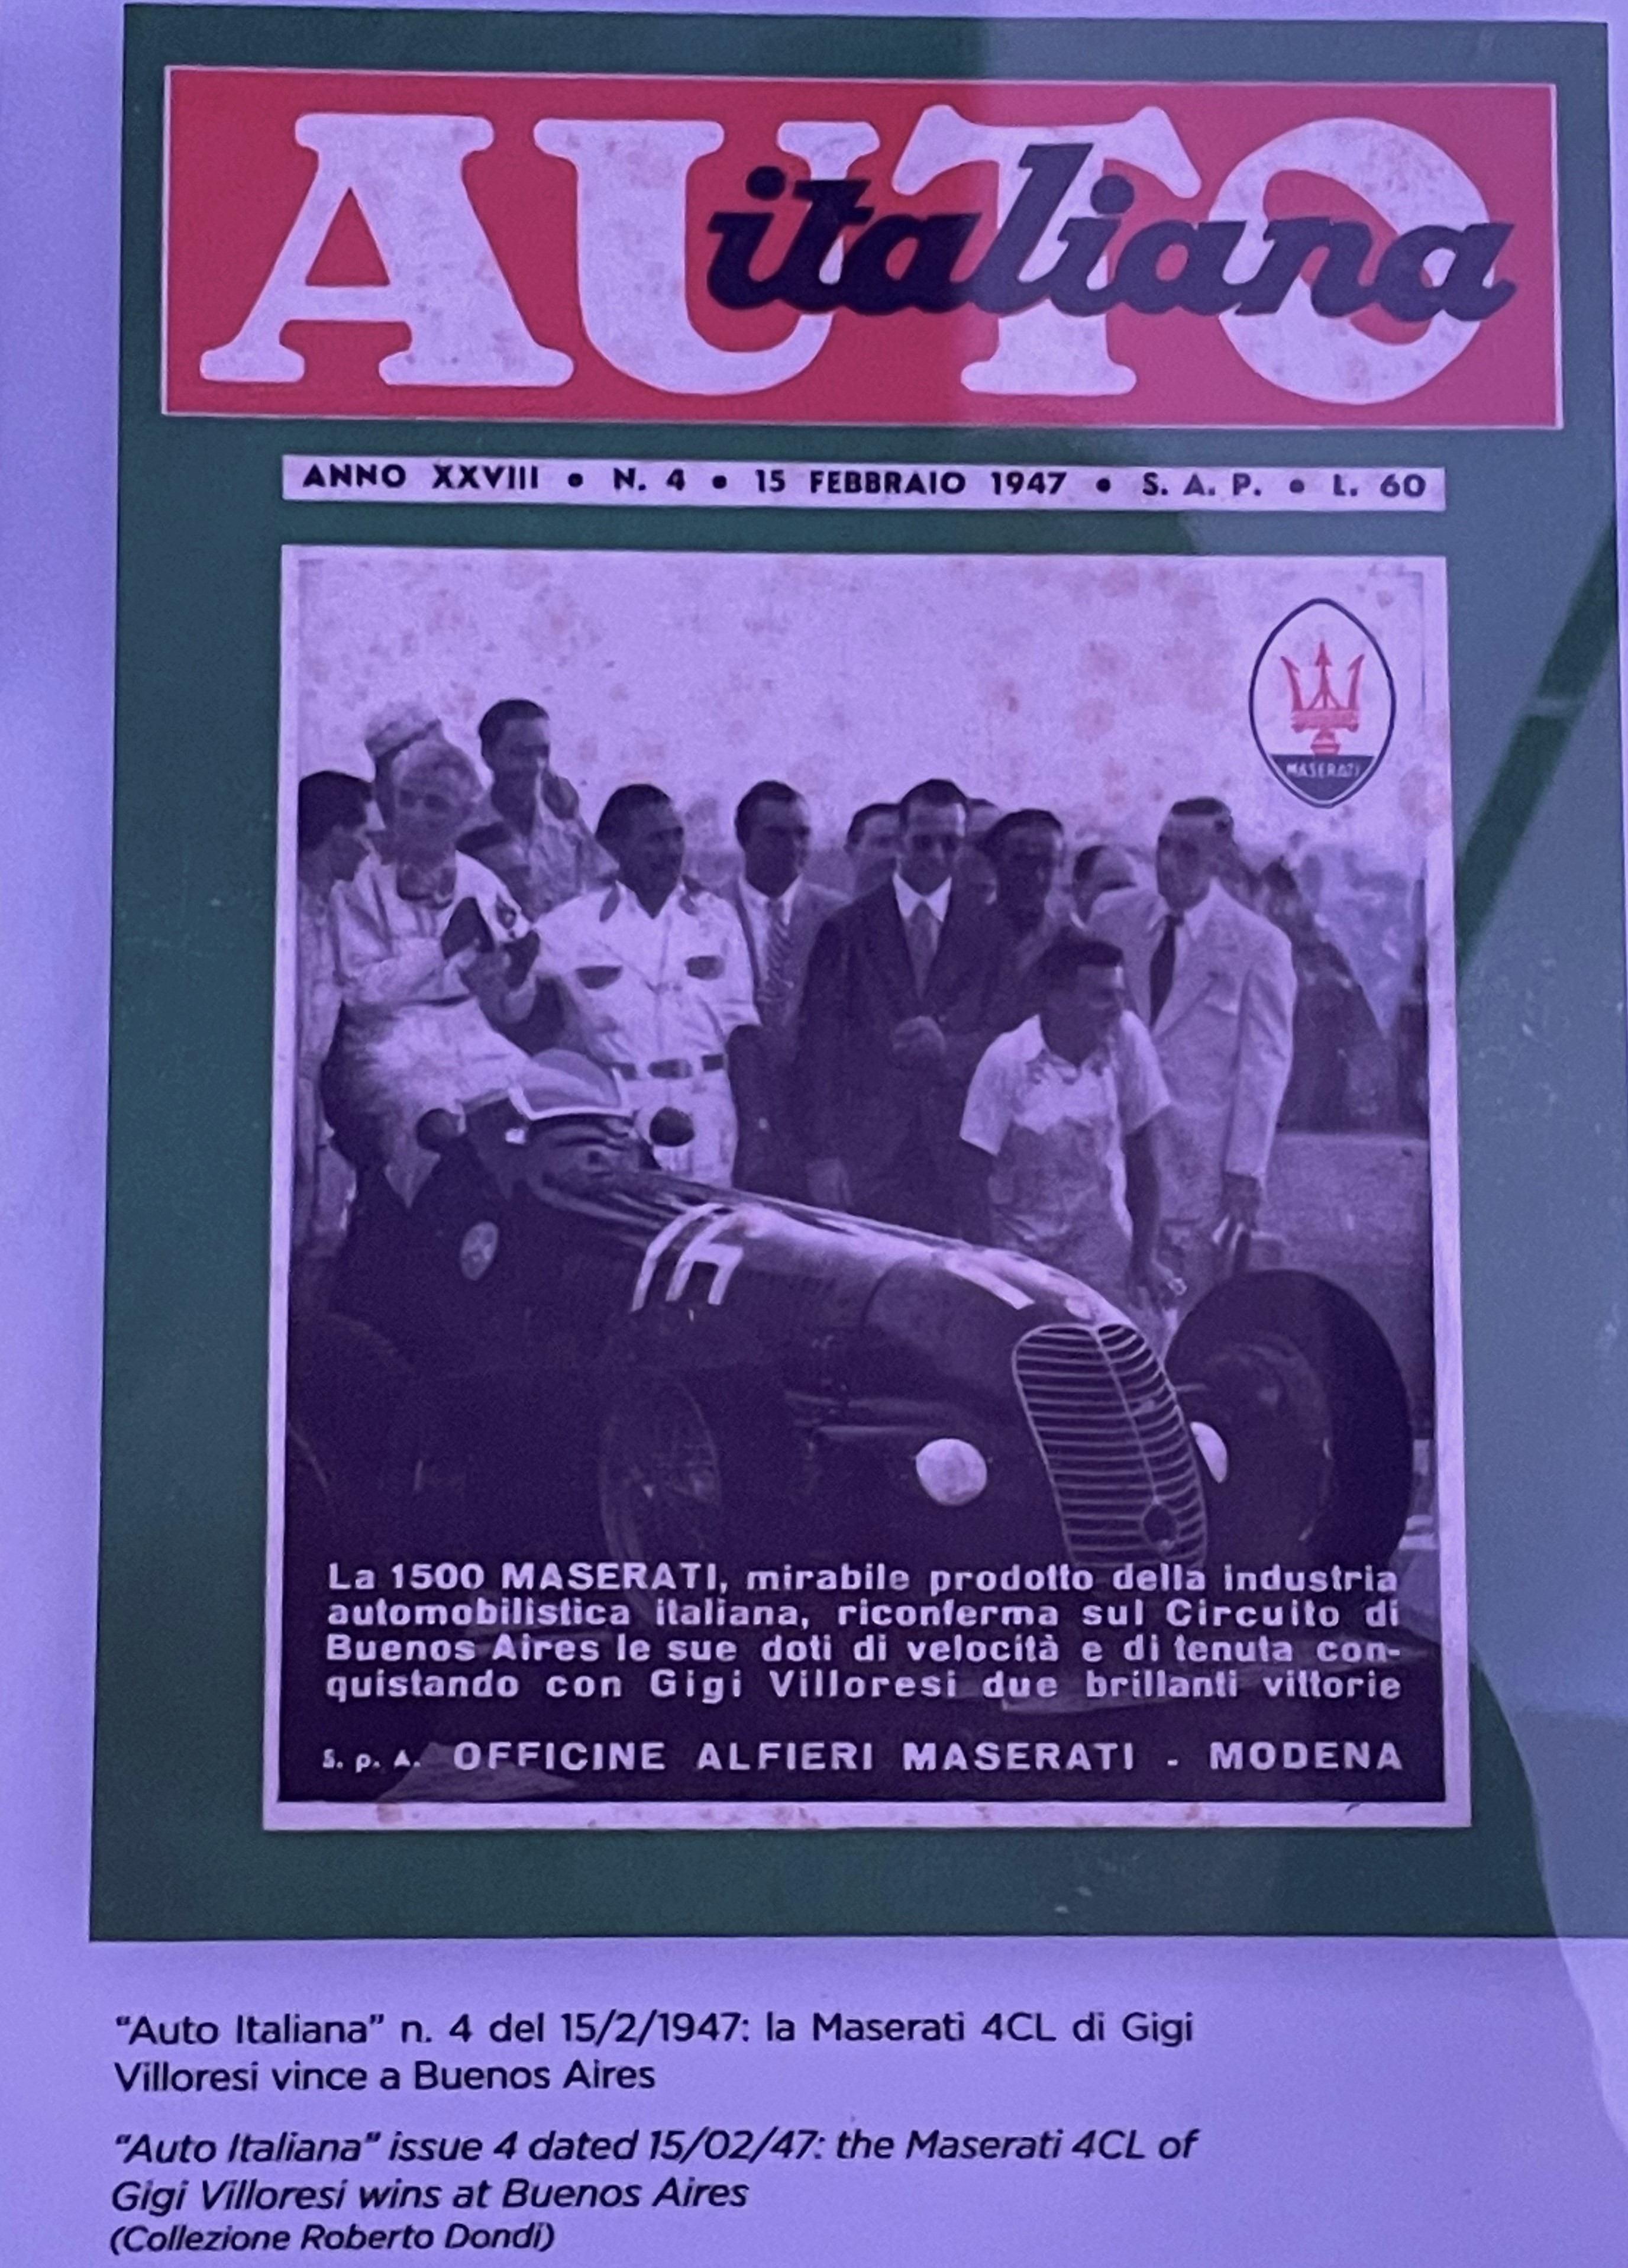 AUTO
italiana
ANNO XXVIII • N. 4 • 15 FEBBRAIO 1947 • S. A. P. • L. 60
MASERATI
16
La 1500 MASERATI, mirabile prodotto della industria
automobilistica italiana, riconferma sul Circuito di
Buenos Aires le sue doti di velocità e di tenuta con-
quistando con Gigi Villoresi due brillanti vittorie
S. p. A. OFFICINE ALFIERI MASERATI - MODENA
"Auto Italiana" n. 4 del 15/2/1947: la Maserati 4CL di Gigi
Villoresi vince a Buenos Aires
"Auto Italiana" issue 4 dated 15/02/47: the Maserati 4CL of
Gigi Villoresi wins at Buenos Aires
(Collezione Roberto Dondi)